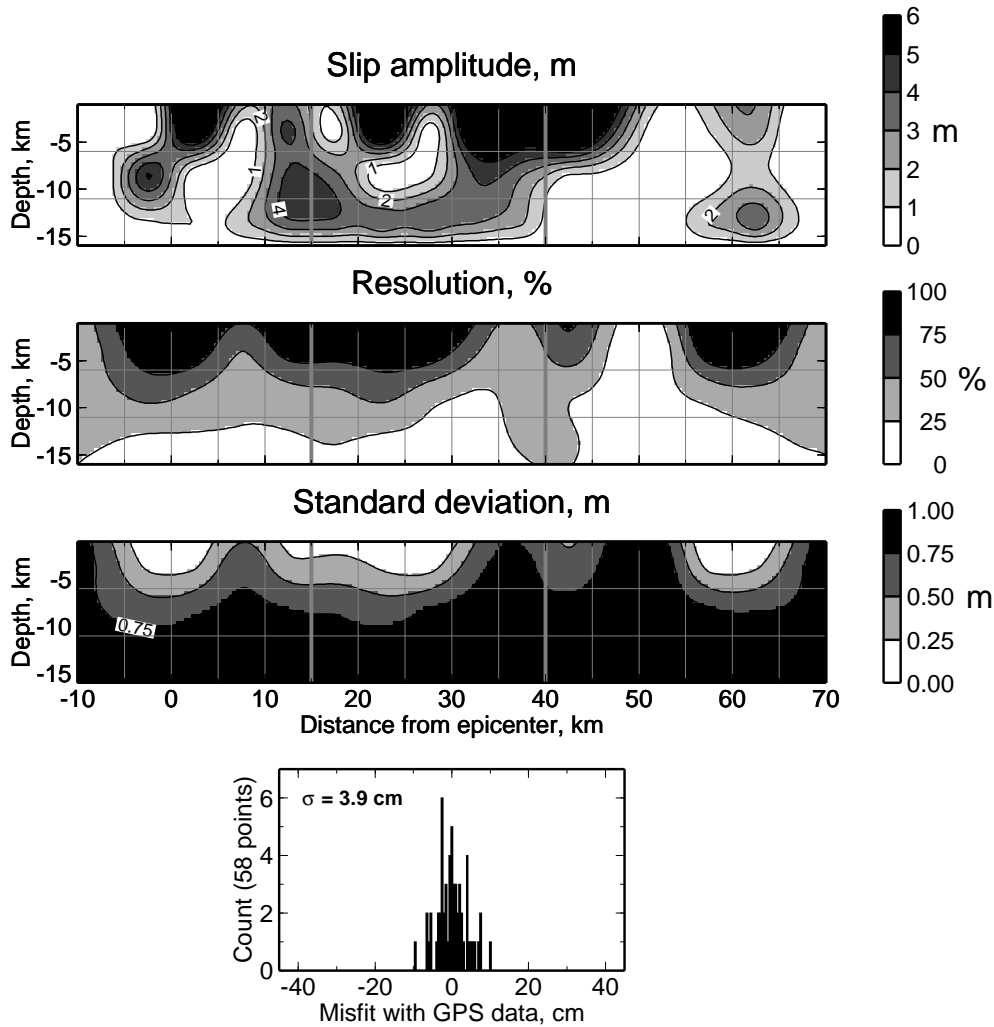 Slip amplitude, m
Depth, km
-5
-10
-15
2
1
4
1
2
2
6
5
4
3
2
1
0
m
Resolution, %
Depth, km
-5
-10
-15
100
75
50
25
0
%
Standard deviation, m
Depth, km
-5
-10
-15
0.75
1.00
0.75
0.50
0.25
0.00
m
-10 0 10 20 30 40 50 60 70
Distance from epicenter, km
Count (58 points)
6
4
2
0
σ = 3.9 cm
-40 -20 0 20 40
Misfit with GPS data, cm